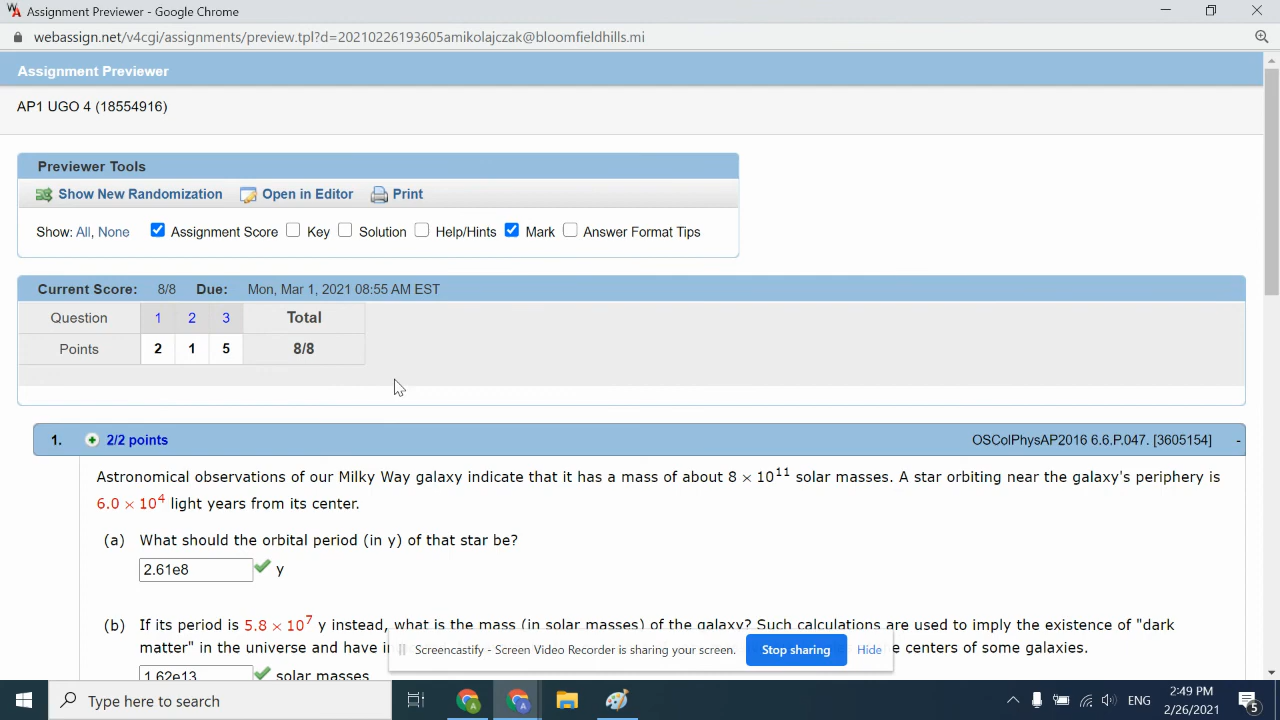 Assignment Previewer - Google Chrome
webassign.net/v4cgi/assignments/preview.tpl?d=20210226193605amikolajczak@bloomfieldhills.mi
Assignment Previewer
AP1 UGO 4 (18554916)
Previewer Tools
Show New Randomization Open in Editor Print
Show: All, None Assignment Score Key Solution Help/Hints Mark Answer Format Tips
Current Score: 8/8 Due: Mon, Mar 1, 2021 08:55 AM EST
Question 1 2 3 Total
Points 2 1 5 8/8
1. 2/2 points OSColPhysAP2016 6.6.P.047. [3605154] -
Astronomical observations of our Milky Way galaxy indicate that it has a mass of about 8 × 10¹¹ solar masses. A star orbiting near the galaxy's periphery is
6.0 × 10⁴ light years from its center.
(a) What should the orbital period (in y) of that star be?
2.61e8 y
(b) If its period is 5.8 × 10⁷ y instead, what is the mass (in solar masses) of the galaxy? Such calculations are used to imply the existence of "dark
matter" in the universe and have in centers of some galaxies.
Screencastify - Screen Video Recorder is sharing your screen. Stop sharing Hide
1.62e13 solar masses
Type here to search
ENG
2:49 PM
2/26/2021
5